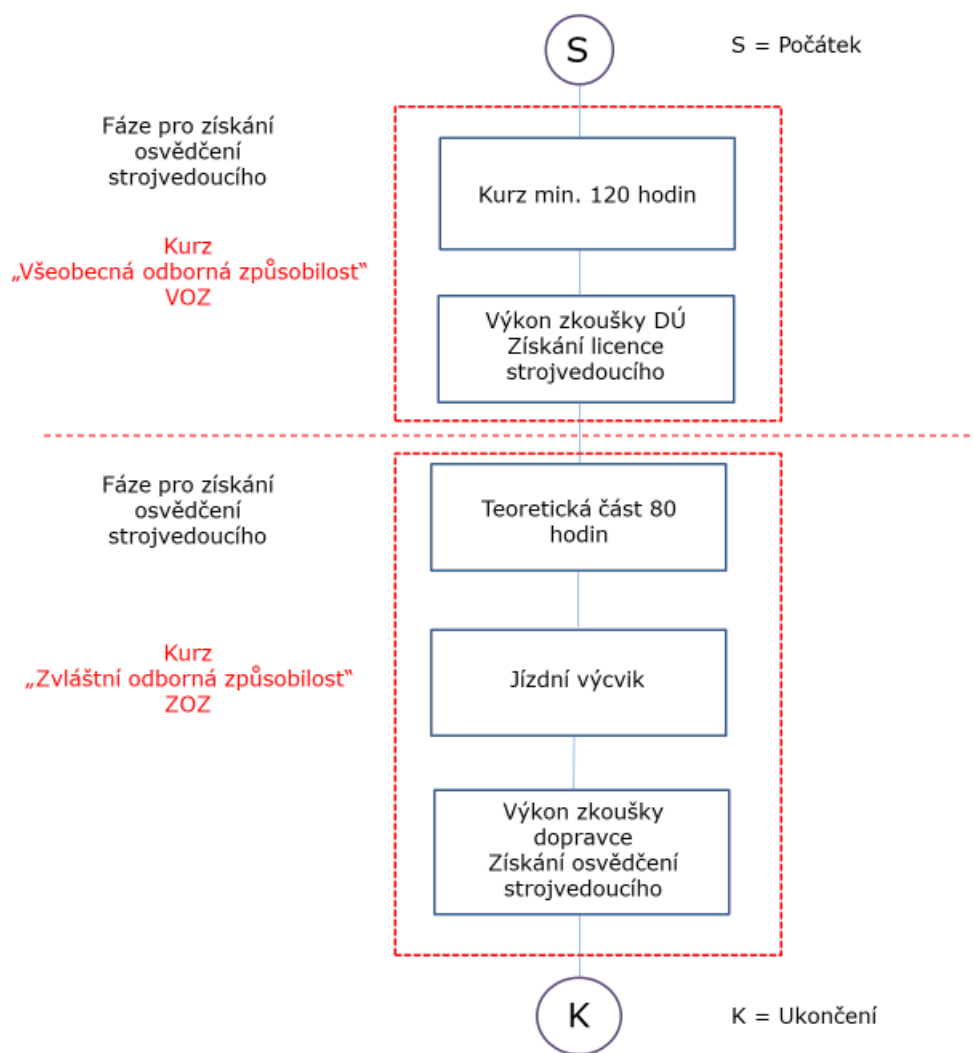 S
S = Počátek
Fáze pro získání
osvědčení
strojvedoucího
Kurz
„Všeobecná odborná způsobilost“
VOZ
Kurz min. 120 hodin
Výkon zkoušky DÚ
Získání licence
strojvedoucího
Fáze pro získání
osvědčení
strojvedoucího
Kurz
„Zvláštní odborná způsobilost“
ZOZ
Teoretická část 80
hodin
Jízdní výcvik
Výkon zkoušky
dopravce
Získání osvědčení
strojvedoucího
K
K = Ukončení